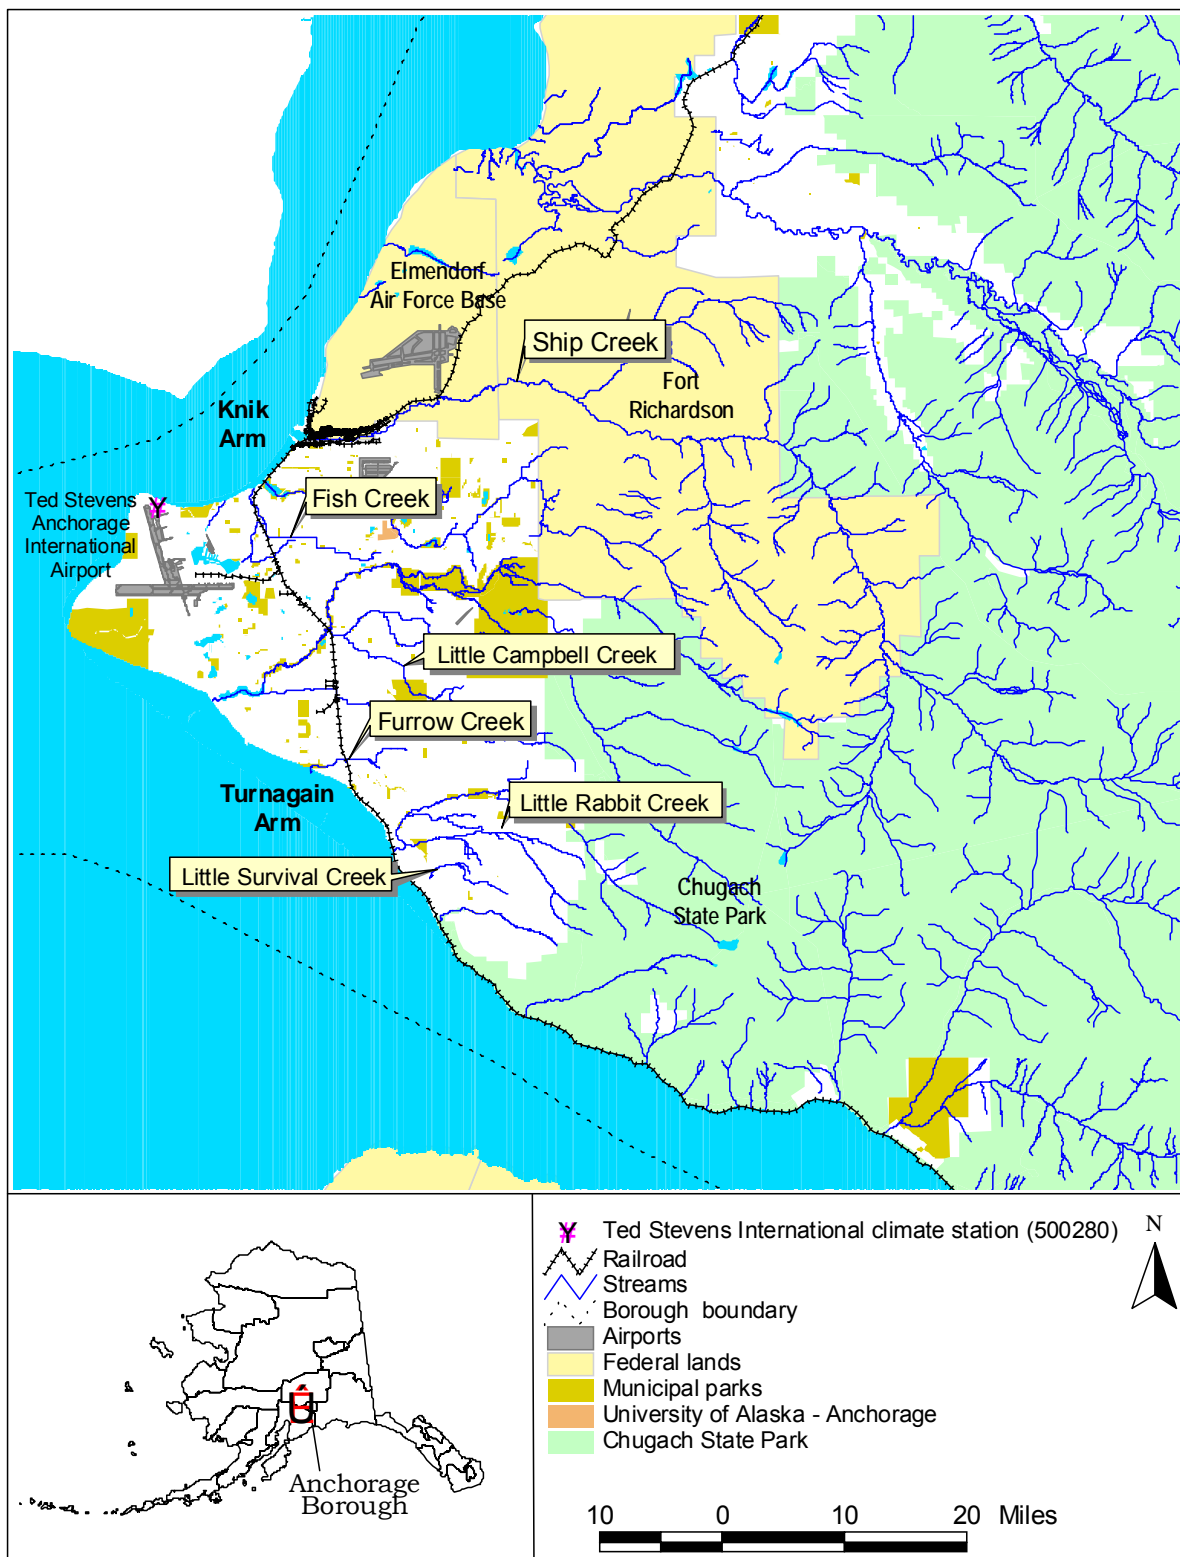 Elmendorf
Air Force Base
Ship Creek
Fort
Richardson
Knik
Arm
Ted Stevens
Anchorage
International
Airport
Fish Creek
Little Campbell Creek
Furrow Creek
Turnagain
Arm
Little Rabbit Creek
Little Survival Creek
Chugach
State Park
Anchorage
Borough
Ted Stevens International climate station (500280)
Railroad
Streams
Borough boundary
Airports
Federal lands
Municipal parks
University of Alaska - Anchorage
Chugach State Park
N
10 0 10 20 Miles